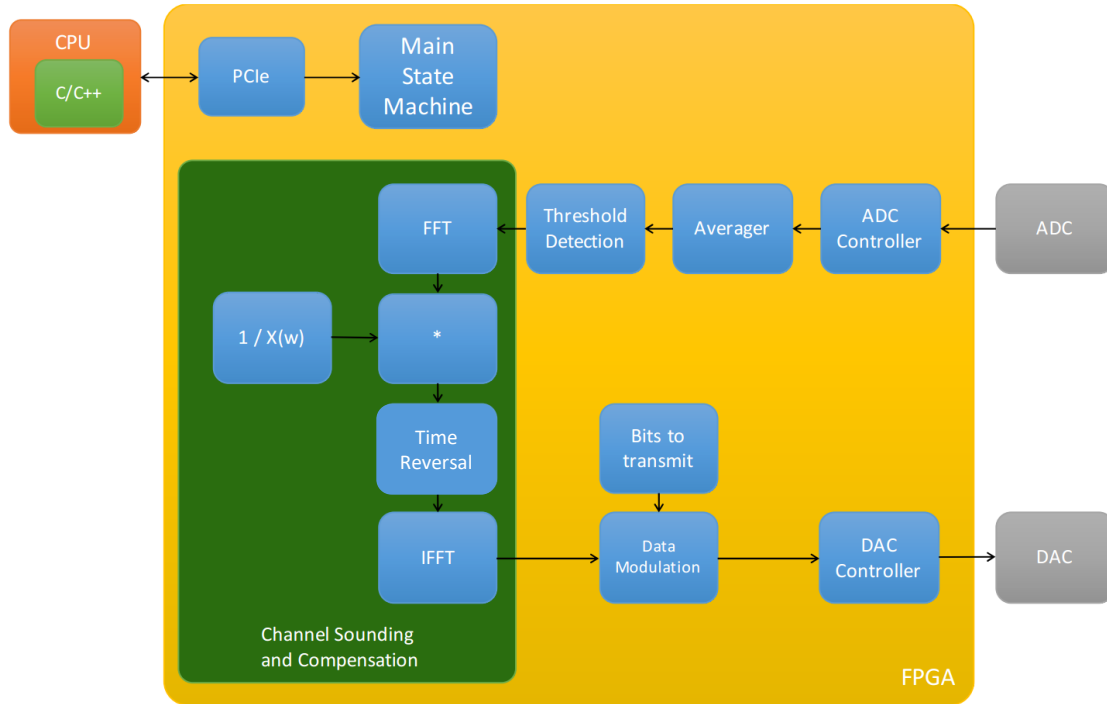 CPU
C/C++
PCIe
Main
State
Machine
FFT
Threshold
Detection
Averager
ADC
Controller
ADC
1 / X(w)
*
Time
Reversal
Bits to
transmit
IFFT
Data
Modulation
DAC
Controller
DAC
Channel Sounding
and Compensation
FPGA